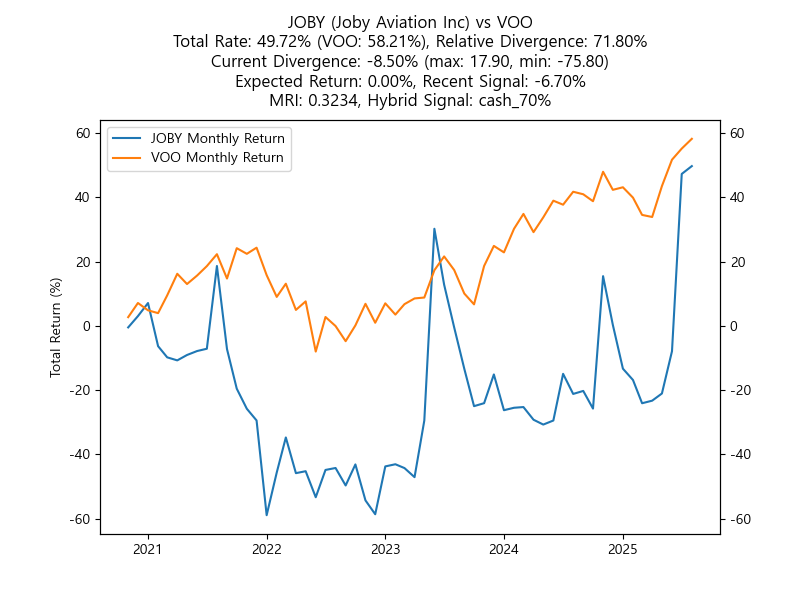 JOBY (Joby Aviation Inc) vs VOO
Total Rate: 49.72% (VOO: 58.21%), Relative Divergence: 71.80%
Current Divergence: -8.50% (max: 17.90, min: -75.80)
Expected Return: 0.00%, Recent Signal: -6.70%
MRI: 0.3234, Hybrid Signal: cash_70%
JOBY Monthly Return
VOO Monthly Return
Total Return (%)
60
40
20
0
-20
-40
-60
60
40
20
0
-20
-40
-60
2021
2022
2023
2024
2025